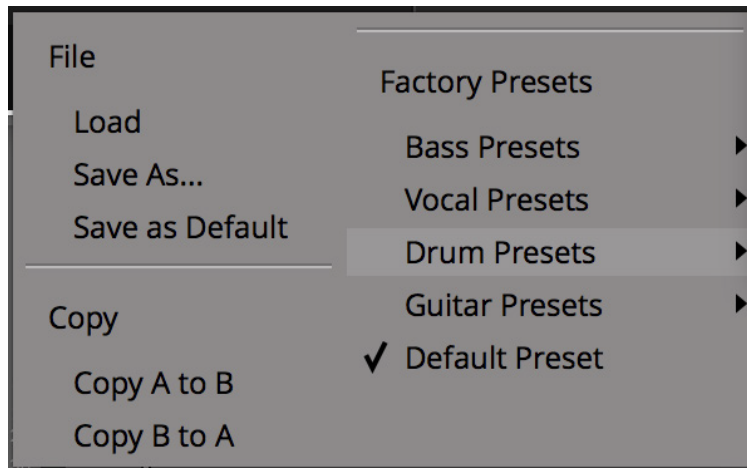 File
Load
Save As...
Save as Default
Copy
Copy A to B
Copy B to A
Factory Presets
Bass Presets
Vocal Presets
Drum Presets
Guitar Presets
Default Preset